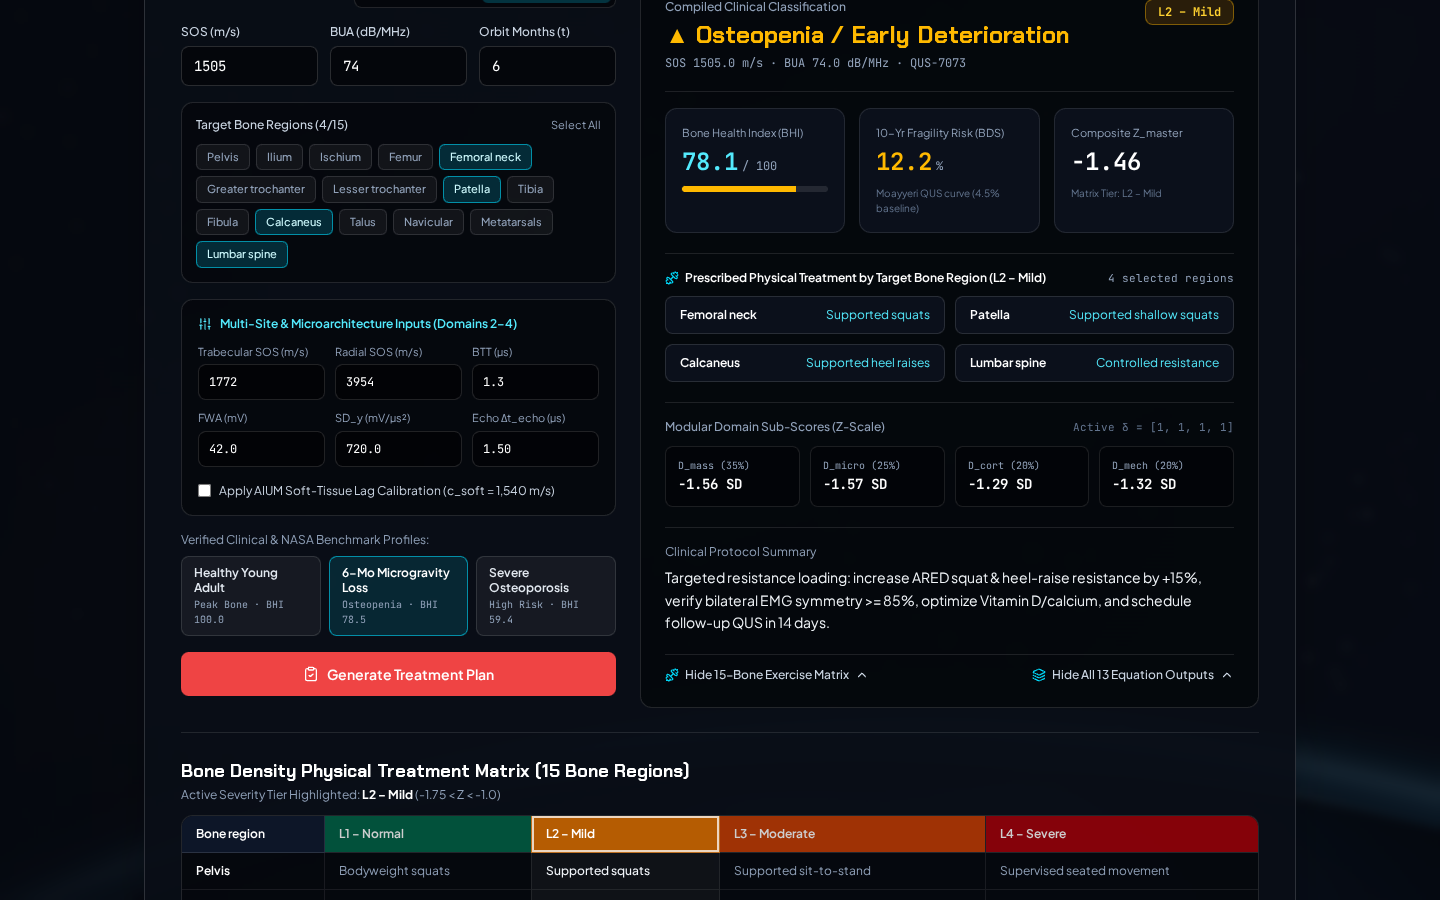 SOS (m/s)
BUA (dB/MHz)
Orbit Months (t)
1505
74
6
Target Bone Regions (4/15)
Select All
Pelvis
Ilium
Ischium
Femur
Femoral neck
Greater trochanter
Lesser trochanter
Patella
Tibia
Fibula
Calcaneus
Talus
Navicular
Metatarsals
Lumbar spine
Multi-Site & Microarchitecture Inputs (Domains 2–4)
Trabecular SOS (m/s)
Radial SOS (m/s)
BTT (µs)
1772
3954
1.3
FWA (mV)
SD_y (mV/µs²)
Echo Δt_echo (µs)
42.0
720.0
1.50
Apply AIUM Soft-Tissue Lag Calibration (c_soft = 1,540 m/s)
Verified Clinical & NASA Benchmark Profiles:
Healthy Young
Adult
Peak Bone · BHI
100.0
6-Mo Microgravity
Loss
Osteopenia · BHI
78.5
Severe
Osteoporosis
High Risk · BHI
59.4
Generate Treatment Plan
Compiled Clinical Classification
L2 – Mild
▲ Osteopenia / Early Deterioration
SOS 1505.0 m/s · BUA 74.0 dB/MHz · QUS-7073
Bone Health Index (BHI)
78.1 / 100
10-Yr Fragility Risk (BDS)
12.2 %
Moayyeri QUS curve (4.5%
baseline)
Composite Z_master
-1.46
Matrix Tier: L2 – Mild
Prescribed Physical Treatment by Target Bone Region (L2 – Mild)
4 selected regions
Femoral neck
Supported squats
Patella
Supported shallow squats
Calcaneus
Supported heel raises
Lumbar spine
Controlled resistance
Modular Domain Sub-Scores (Z-Scale)
Active δ = [1, 1, 1, 1]
D_mass (35%)
-1.56 SD
D_micro (25%)
-1.57 SD
D_cort (20%)
-1.29 SD
D_mech (20%)
-1.32 SD
Clinical Protocol Summary
Targeted resistance loading: increase ARED squat & heel-raise resistance by +15%,
verify bilateral EMG symmetry >= 85%, optimize Vitamin D/calcium, and schedule
follow-up QUS in 14 days.
Hide 15-Bone Exercise Matrix
Hide All 13 Equation Outputs
Bone Density Physical Treatment Matrix (15 Bone Regions)
Active Severity Tier Highlighted: L2 – Mild (-1.75 < Z < -1.0)
Bone region
L1 – Normal
L2 – Mild
L3 – Moderate
L4 – Severe
Pelvis
Bodyweight squats
Supported squats
Supported sit-to-stand
Supervised seated movement